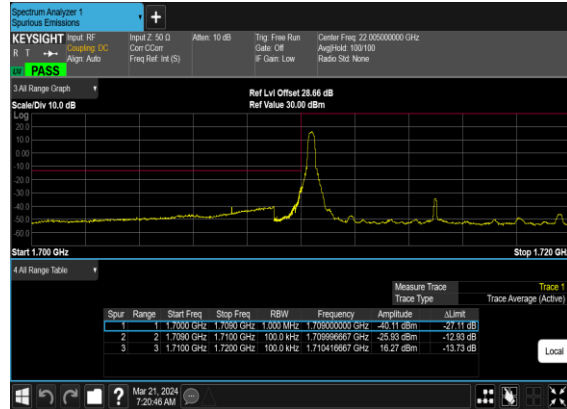 Spectrum Analyzer 1
Spurious Emissions
+
KEYSIGHT Input: RF Input Z: 50 Ω Atten: 10 dB Trig: Free Run Center Freq: 22.005000000 GHz
R T Coupling: DC Corr CCorr Gate: Off Avg|Hold: 100/100
Align: Auto Freq Ref: Int (S) IF Gain: Low Radio Std: None
PASS
3 All Range Graph Ref Lvl Offset 28.66 dB
Scale/Div 10.0 dB Ref Value 30.00 dBm
Log
20.0
10.0
0.00
-10.0
-20.0
-30.0
-40.0
-50.0
-60.0
Start 1.700 GHz Stop 1.720 GH
4 All Range Table
Measure Trace Trace 1
Trace Type Trace Average (Active)
Spur Range Start Freq Stop Freq RBW Frequency Amplitude ΔLimit
1 1 1.7000 GHz 1.7090 GHz 1.000 MHz 1.709000000 GHz -40.11 dBm -27.11 dB
2 2 1.7090 GHz 1.7100 GHz 100.0 kHz 1.709996667 GHz -25.93 dBm -12.93 dB
3 3 1.7100 GHz 1.7200 GHz 100.0 kHz 1.710416667 GHz 16.27 dBm -13.73 dB
Local
? Mar 21, 2024
7:20:46 AM